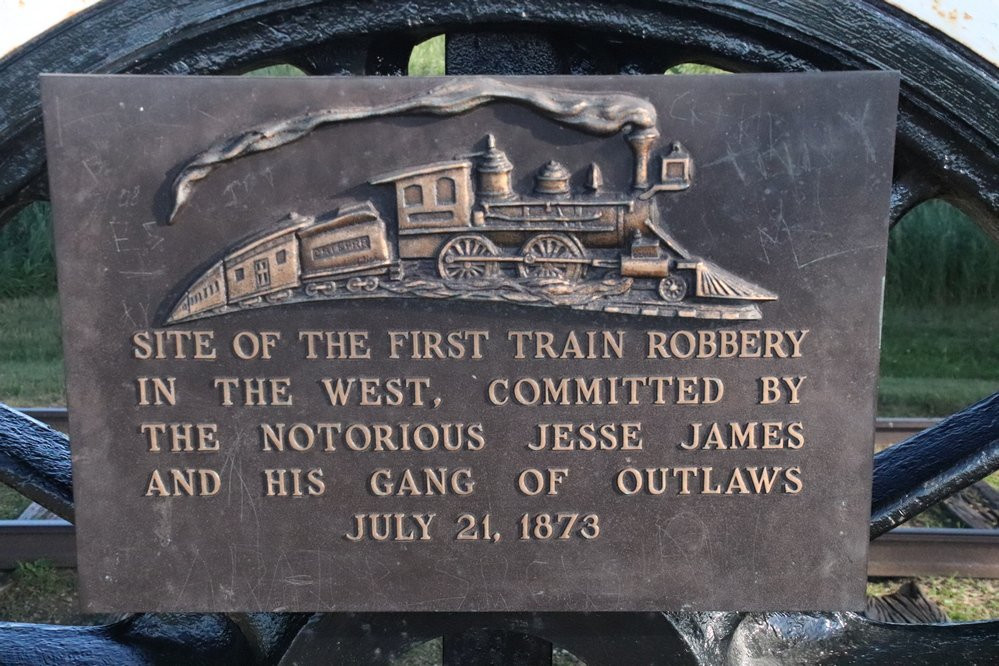 SITE OF THE FIRST TRAIN ROBBERY
IN THE WEST, COMMITTED BY
THE NOTORIOUS JESSE JAMES
AND HIS GANG OF OUTLAWS
JULY 21, 1873